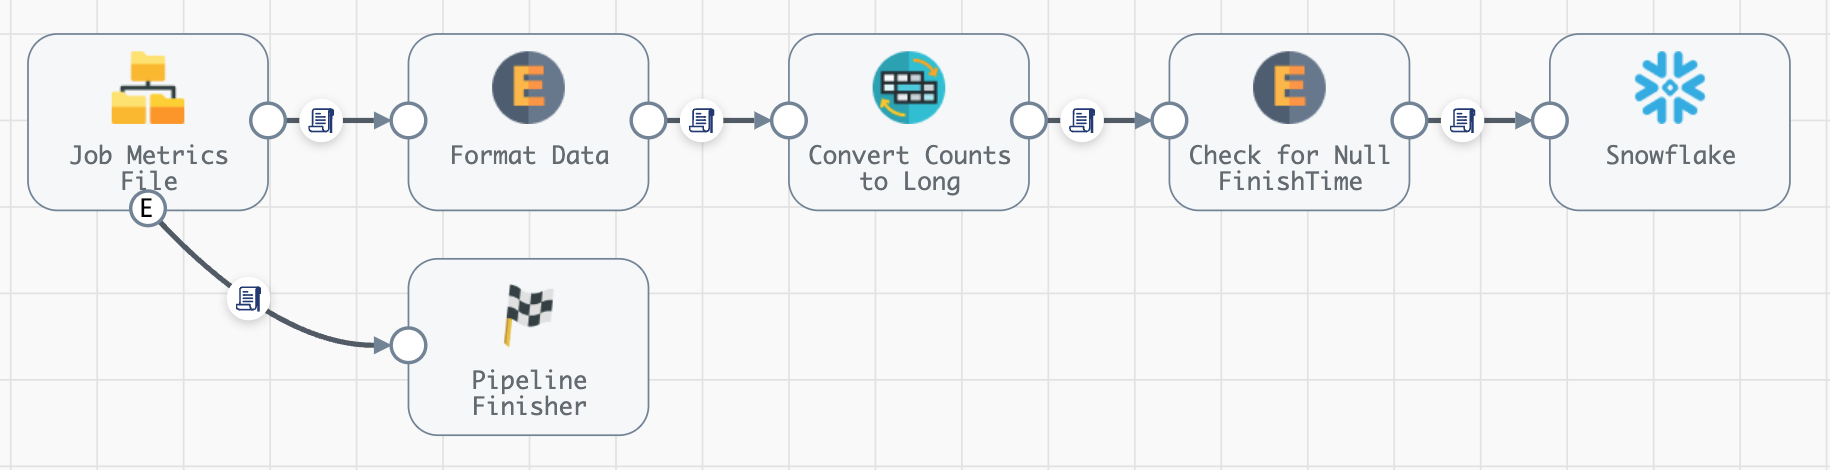 Job Metrics
File
E
E
Format Data
Convert Counts
to Long
E
Check for Null
FinishTime
Snowflake
Pipeline
Finisher